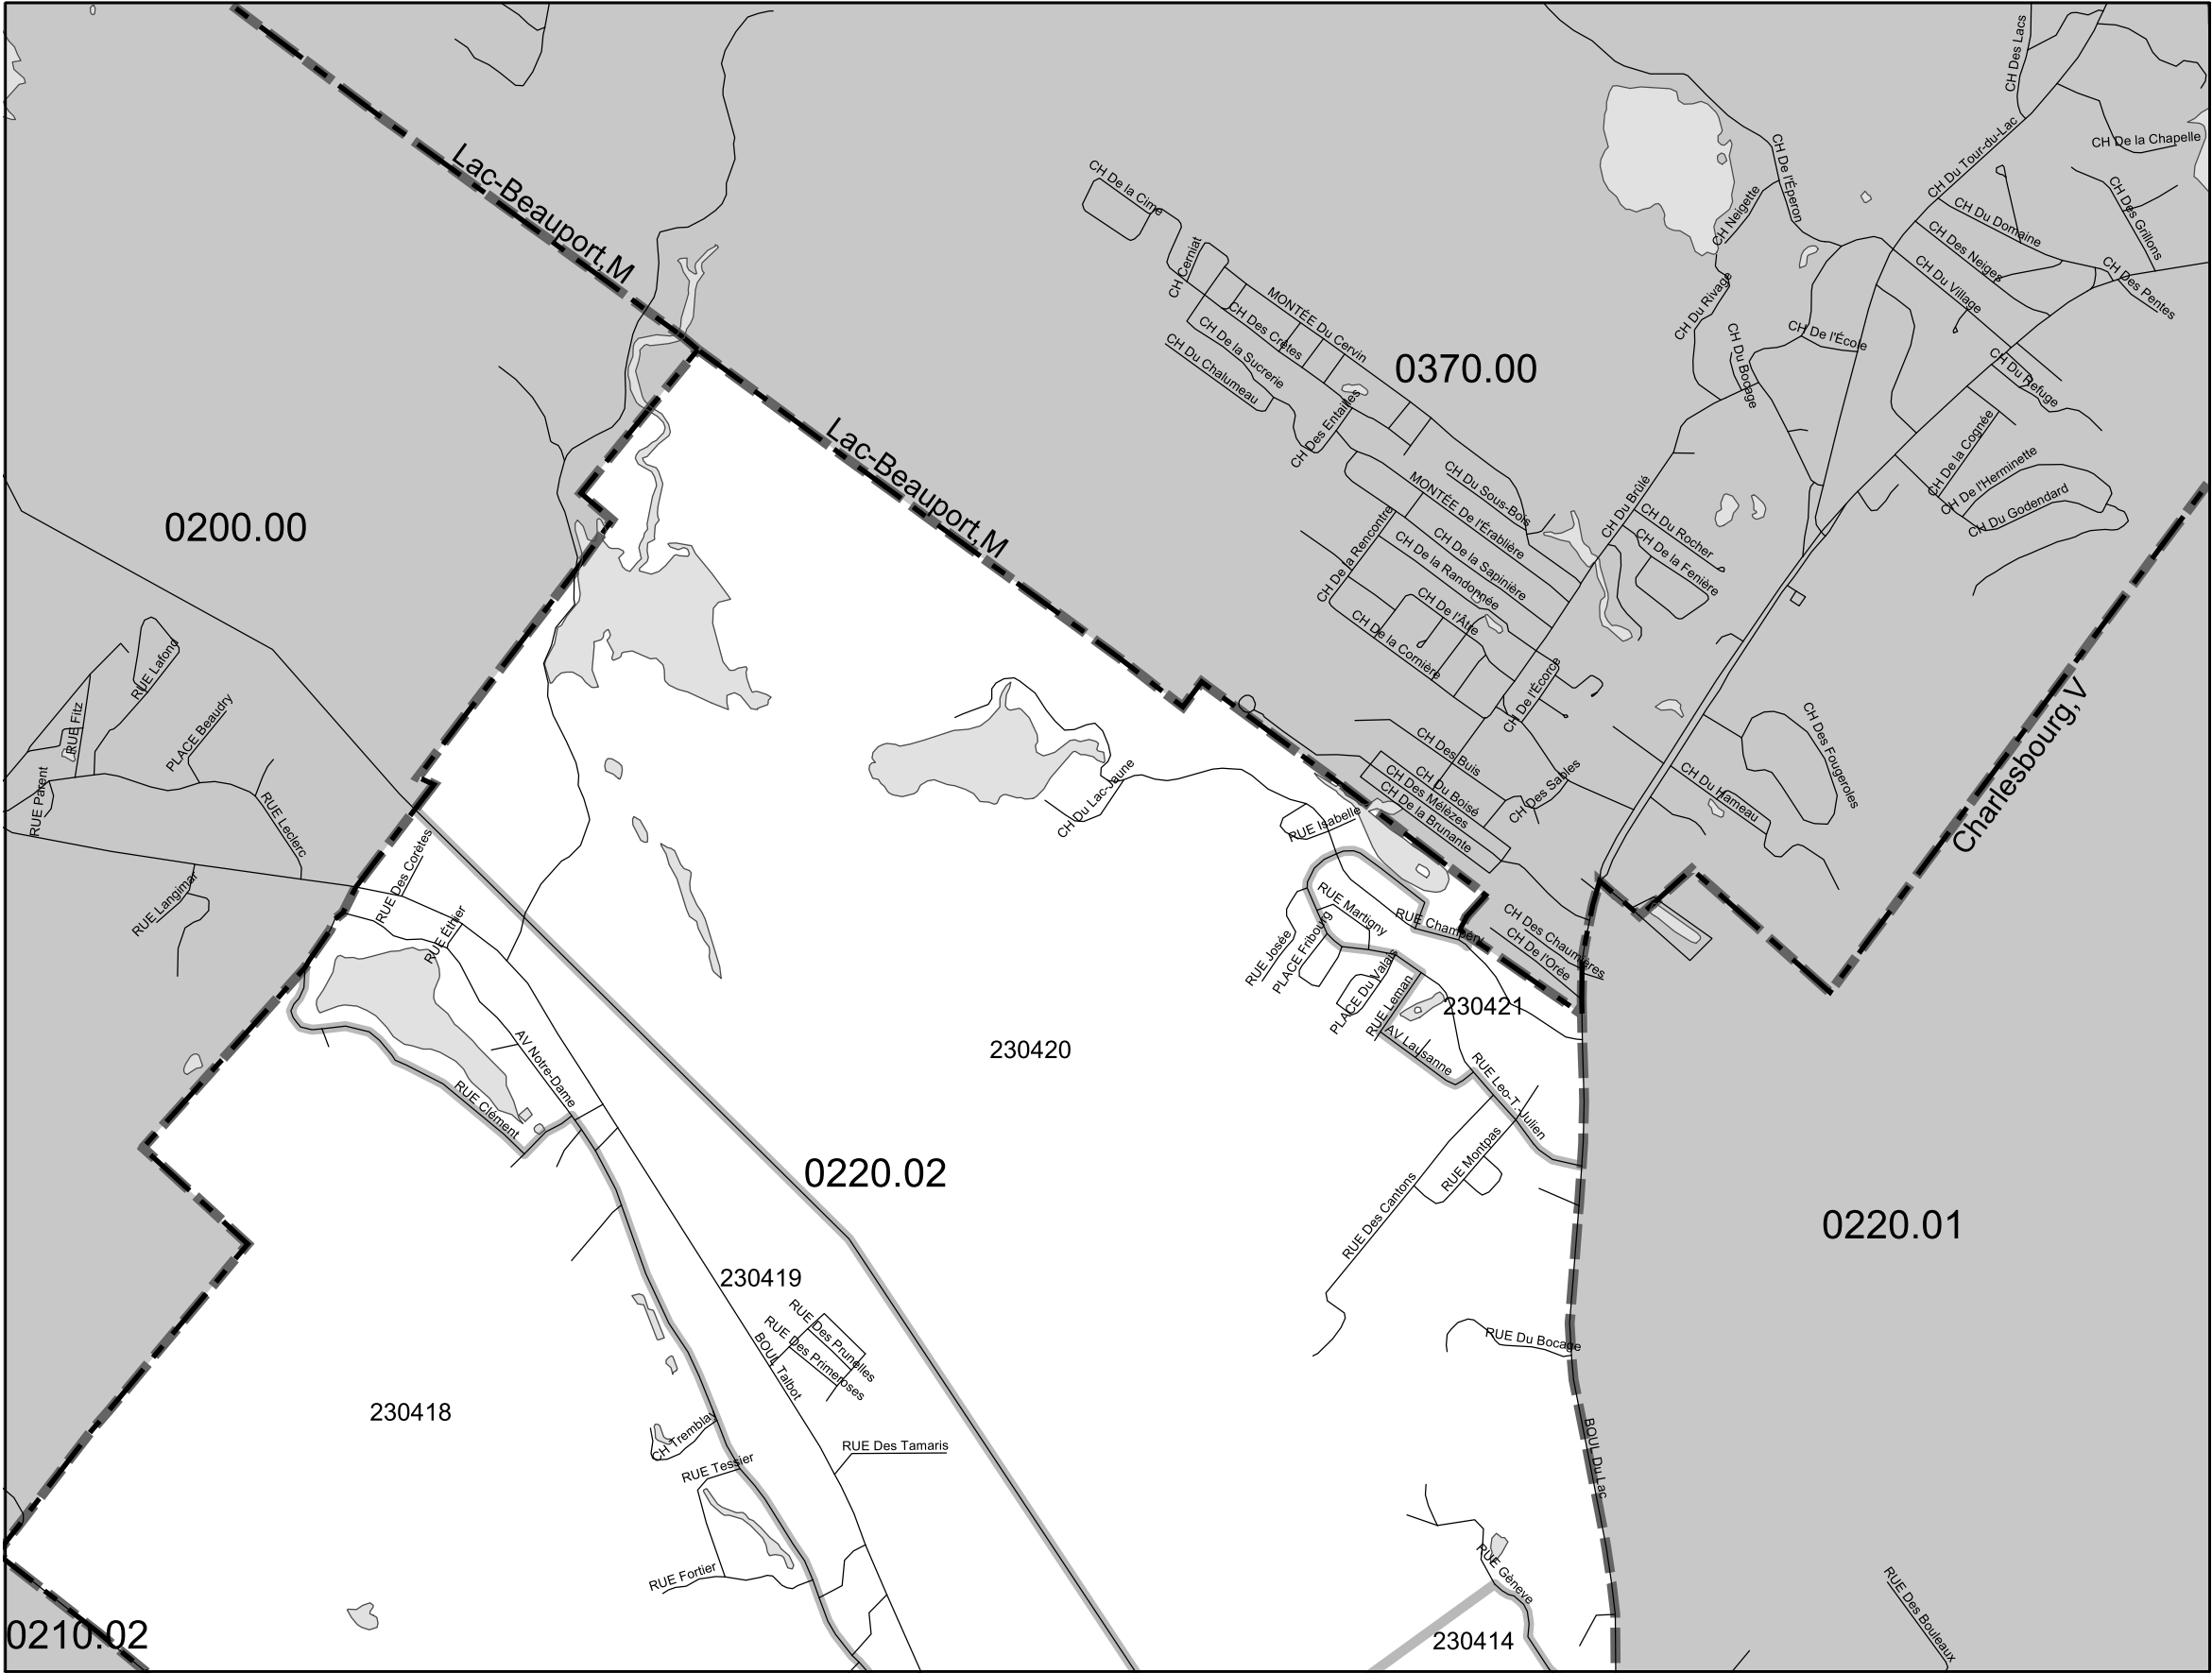 CH Des Lacs
CH De la Chapelle
CH Du Tour-du-Lac
CH De l'Éperon
Lac-Beauport,M
CH De la Cime
CH Neigette
CH Des Grillons
CH Du Domaine
CH Des Neiges
CH Cerniat
CH Du Village
CH Des Pentes
CH Du Rivage
MONTÉE Du Cervin
CH Des Crêtes
CH De la Sucrerie
CH De l'École
CH Du Bocage
CH Du Chalumeau
0370.00
CH Du Refuge
CH Des Entailles
Lac-Beauport,M
CH De la Cognée
CH Du Sous-Bois
CH De l'Herminette
MONTÉE De l'Érablière
CH Du Brûlé
CH Du Godendard
0200.00
CH Du Rocher
CH De la Rencontre
CH De la Sapinière
CH De la Fenière
CH De la Randonnée
CH De l'Âtre
CH De la Cornière
RUE Lafond
CH De l'Écorce
RUE Fitz
PLACE Beaudry
Charlesbourg,V
CH Des Fougeroles
CH Des Buis
CH Du Boisé
CH Des Mélèzes
CH De la Brunante
CH Des Sables
CH Du Hameau
RUE Parent
CH Du Lac-Jaune
RUE Leclerc
RUE Isabelle
RUE Des Corètes
RUE Langimar
RUE Éthier
RUE Martigny
RUE Champéry
CH Des Chaumières
CH De l'Orée
RUE Josée
PLACE Fribourg
PLACE Du Valais
RUE Leman
230421
230420
AV Lausanne
AV Notre-Dame
RUE Leo-T.-Julien
RUE Clément
RUE Montpas
0220.02
RUE Des Cantons
0220.01
230419
RUE Des Prunelles
RUE Des Primeroses
RUE Du Bocage
BOUL Talbot
230418
CH Tremblay
RUE Des Tamaris
BOUL Du Lac
RUE Tessier
RUE Fortier
RUE Génève
RUE Des Bouleaux
0210.02
230414